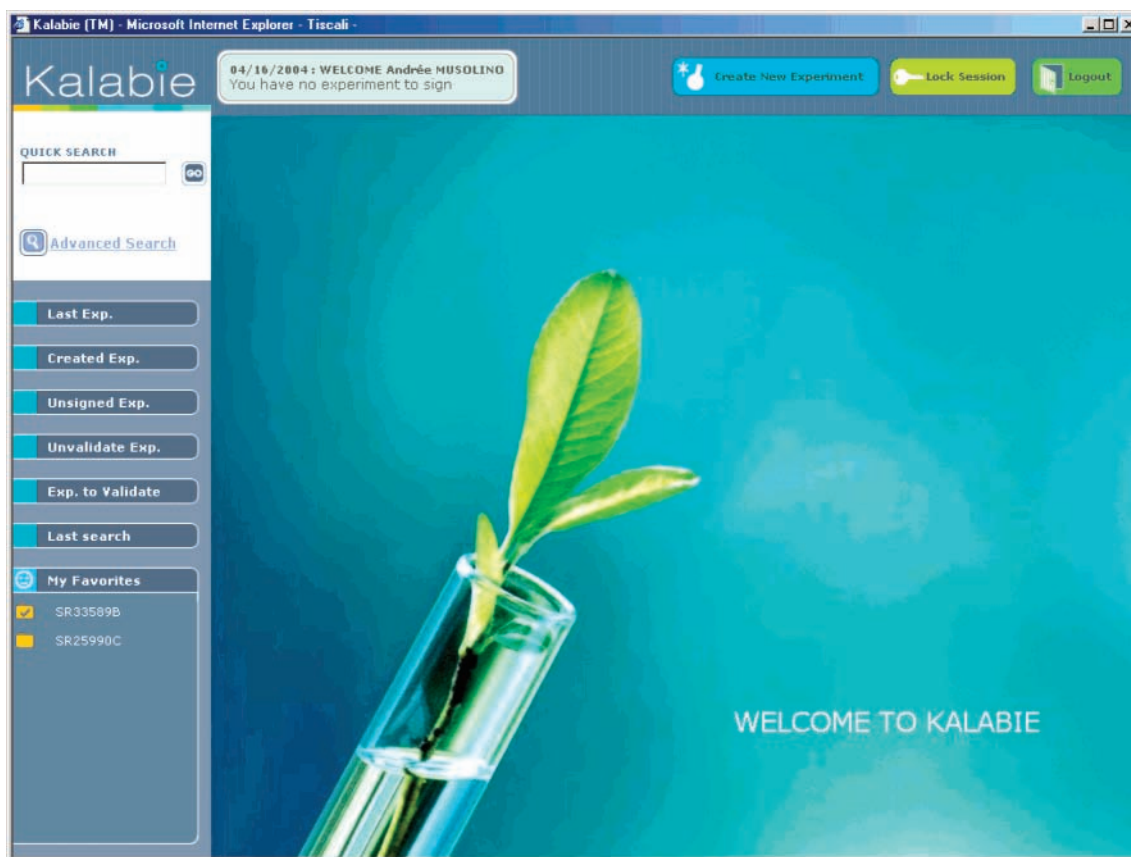 Kalabie (TM) - Microsoft Internet Explorer - Tiscali -
Kalabie
04/16/2004 : WELCOME Andrée MUSOLINO
You have no experiment to sign
Create New Experiment
Lock Session
Logout
QUICK SEARCH
GO
Advanced Search
Last Exp.
Created Exp.
Unsigned Exp.
Unvalidate Exp.
Exp. to Validate
Last search
My Favorites
SR33589B
SR25990C
WELCOME TO KALABIE